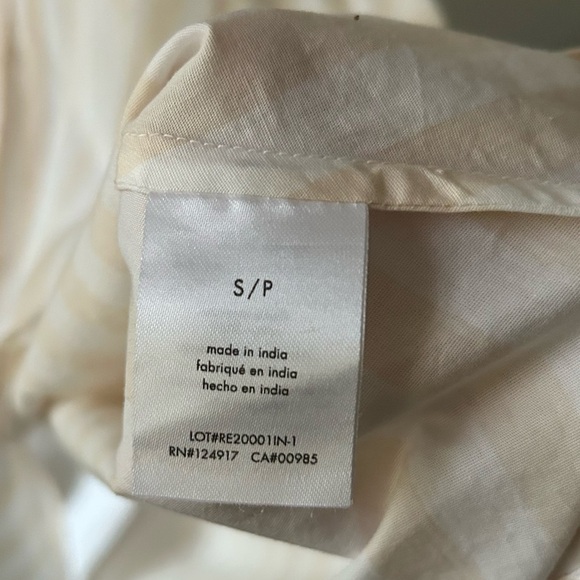 S/P
made in india
fabriqué en india
hecho en india
LOT#RE20001IN-1
RN#124917 CA#00985